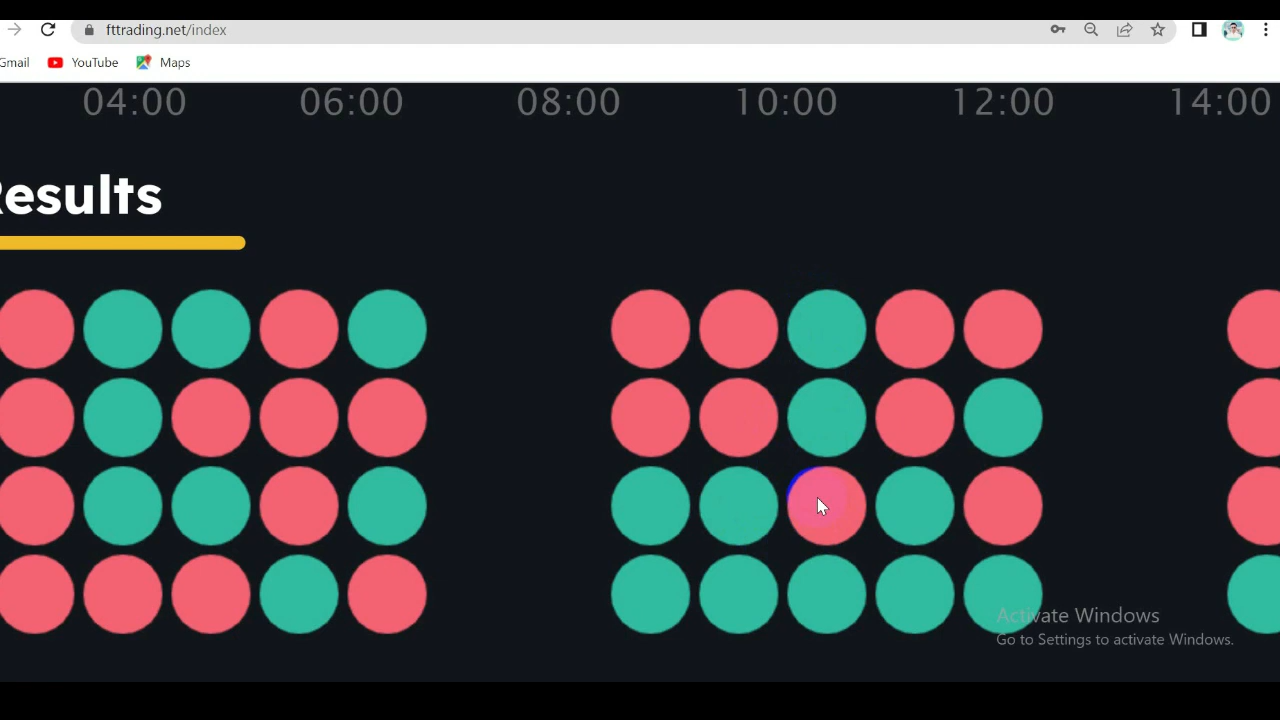 fttrading.net/index
Gmail YouTube Maps
04:00 06:00 08:00 10:00 12:00 14:00
Results
Activate Windows
Go to Settings to activate Windows.